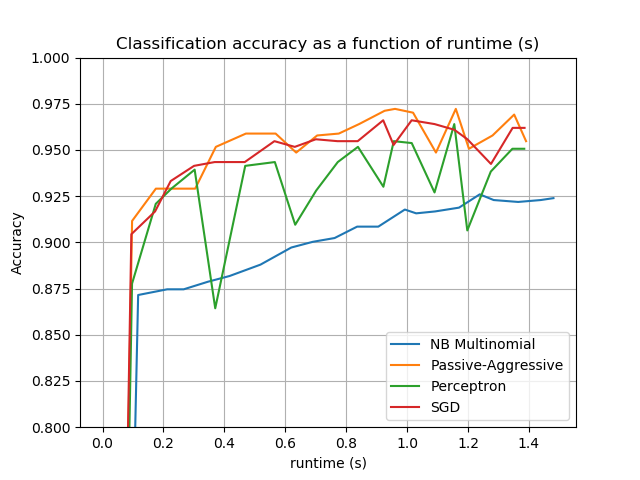 Classification accuracy as a function of runtime (s)
1.000
0.975
0.950
0.925
0.900
0.875
0.850
0.825
0.800
Accuracy
NB Multinomial
Passive-Aggressive
Perceptron
SGD
0.0 0.2 0.4 0.6 0.8 1.0 1.2 1.4
runtime (s)